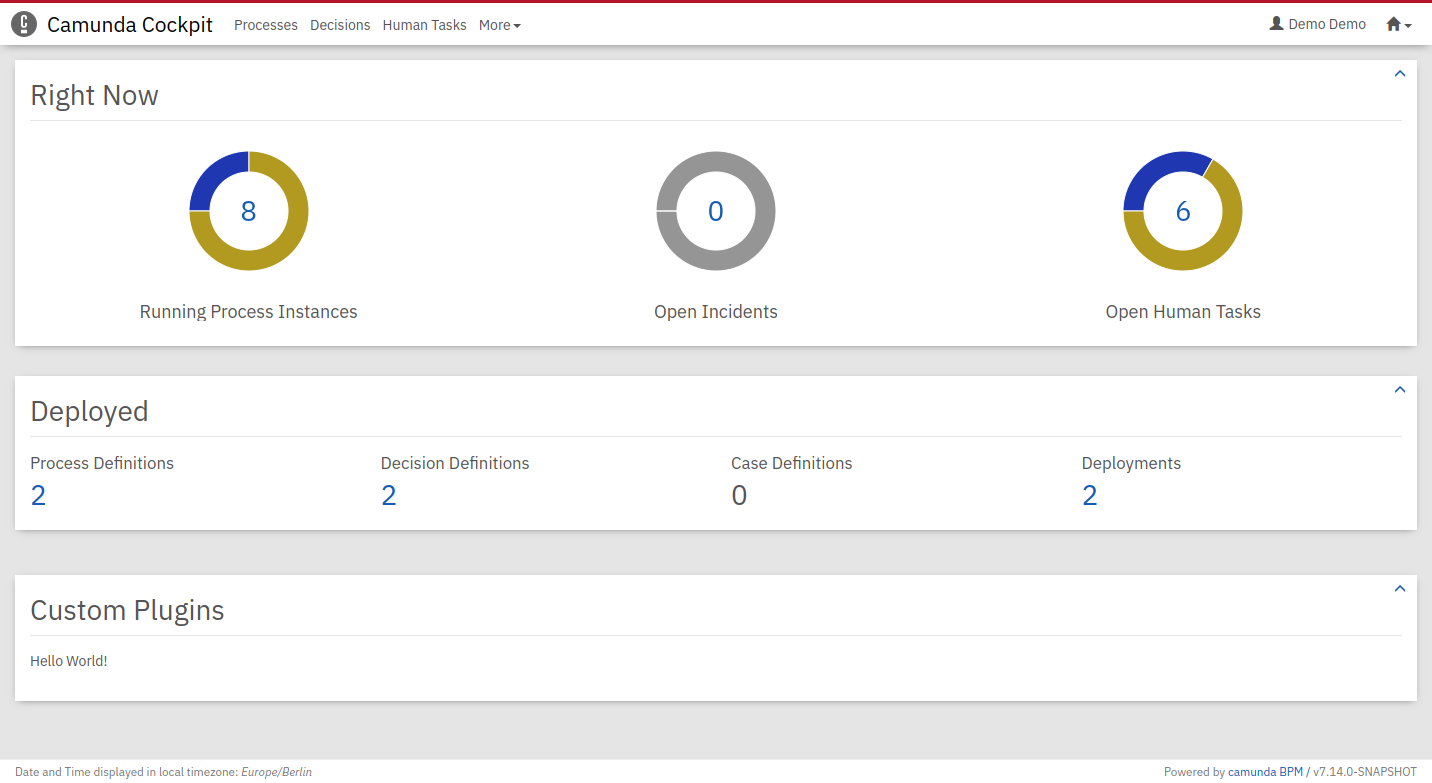 Camunda Cockpit Processes Decisions Human Tasks More Demo Demo
Right Now
8 0 6
Running Process Instances Open Incidents Open Human Tasks
Deployed
Process Definitions Decision Definitions Case Definitions Deployments
2 2 0 2
Custom Plugins
Hello World!
Date and Time displayed in local timezone: Europe/Berlin Powered by camunda BPM / v7.14.0-SNAPSHOT